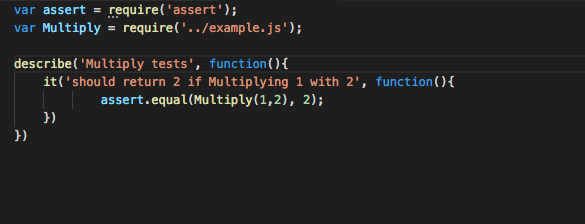 var assert = require('assert');
var Multiply = require('../example.js');
describe('Multiply tests', function(){
    it('should return 2 if Multiplying 1 with 2', function(){
            assert.equal(Multiply(1,2), 2);
    })
})